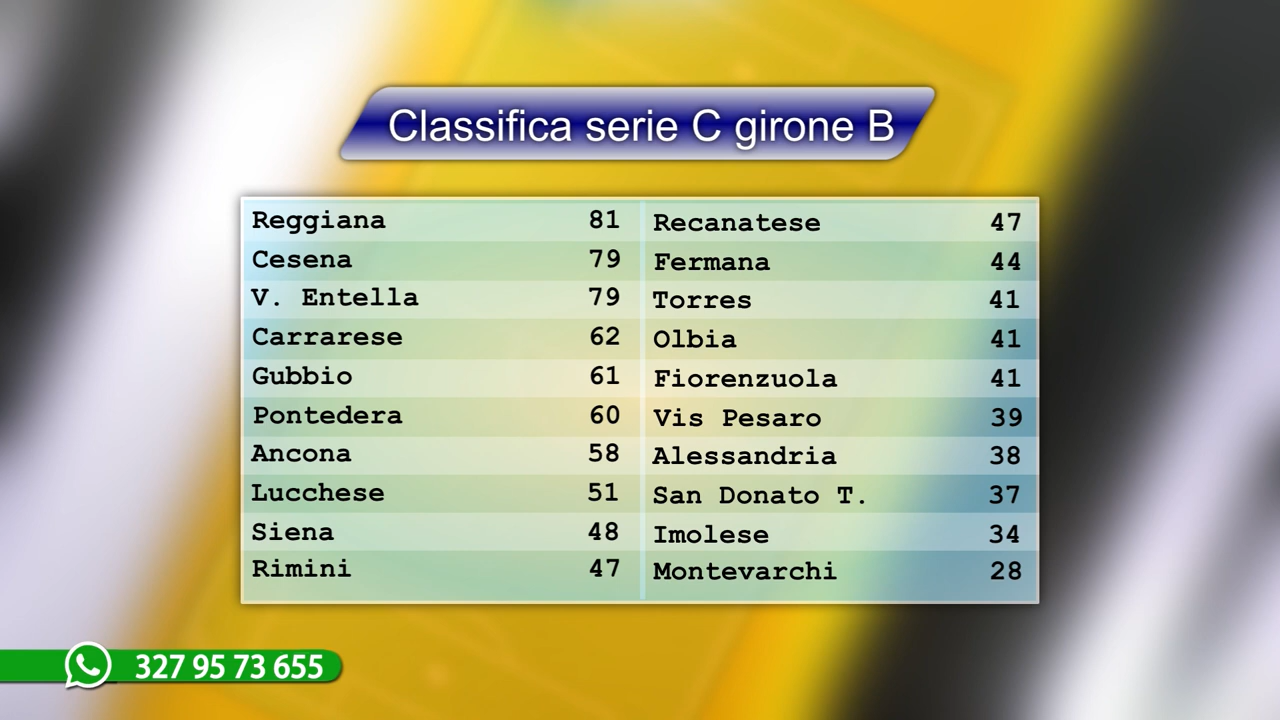 Classifica serie C girone B
Reggiana 81
Cesena 79
V. Entella 79
Carrarese 62
Gubbio 61
Pontedera 60
Ancona 58
Lucchese 51
Siena 48
Rimini 47
Recanatese 47
Fermana 44
Torres 41
Olbia 41
Fiorenzuola 41
Vis Pesaro 39
Alessandria 38
San Donato T. 37
Imolese 34
Montevarchi 28
327 95 73 655